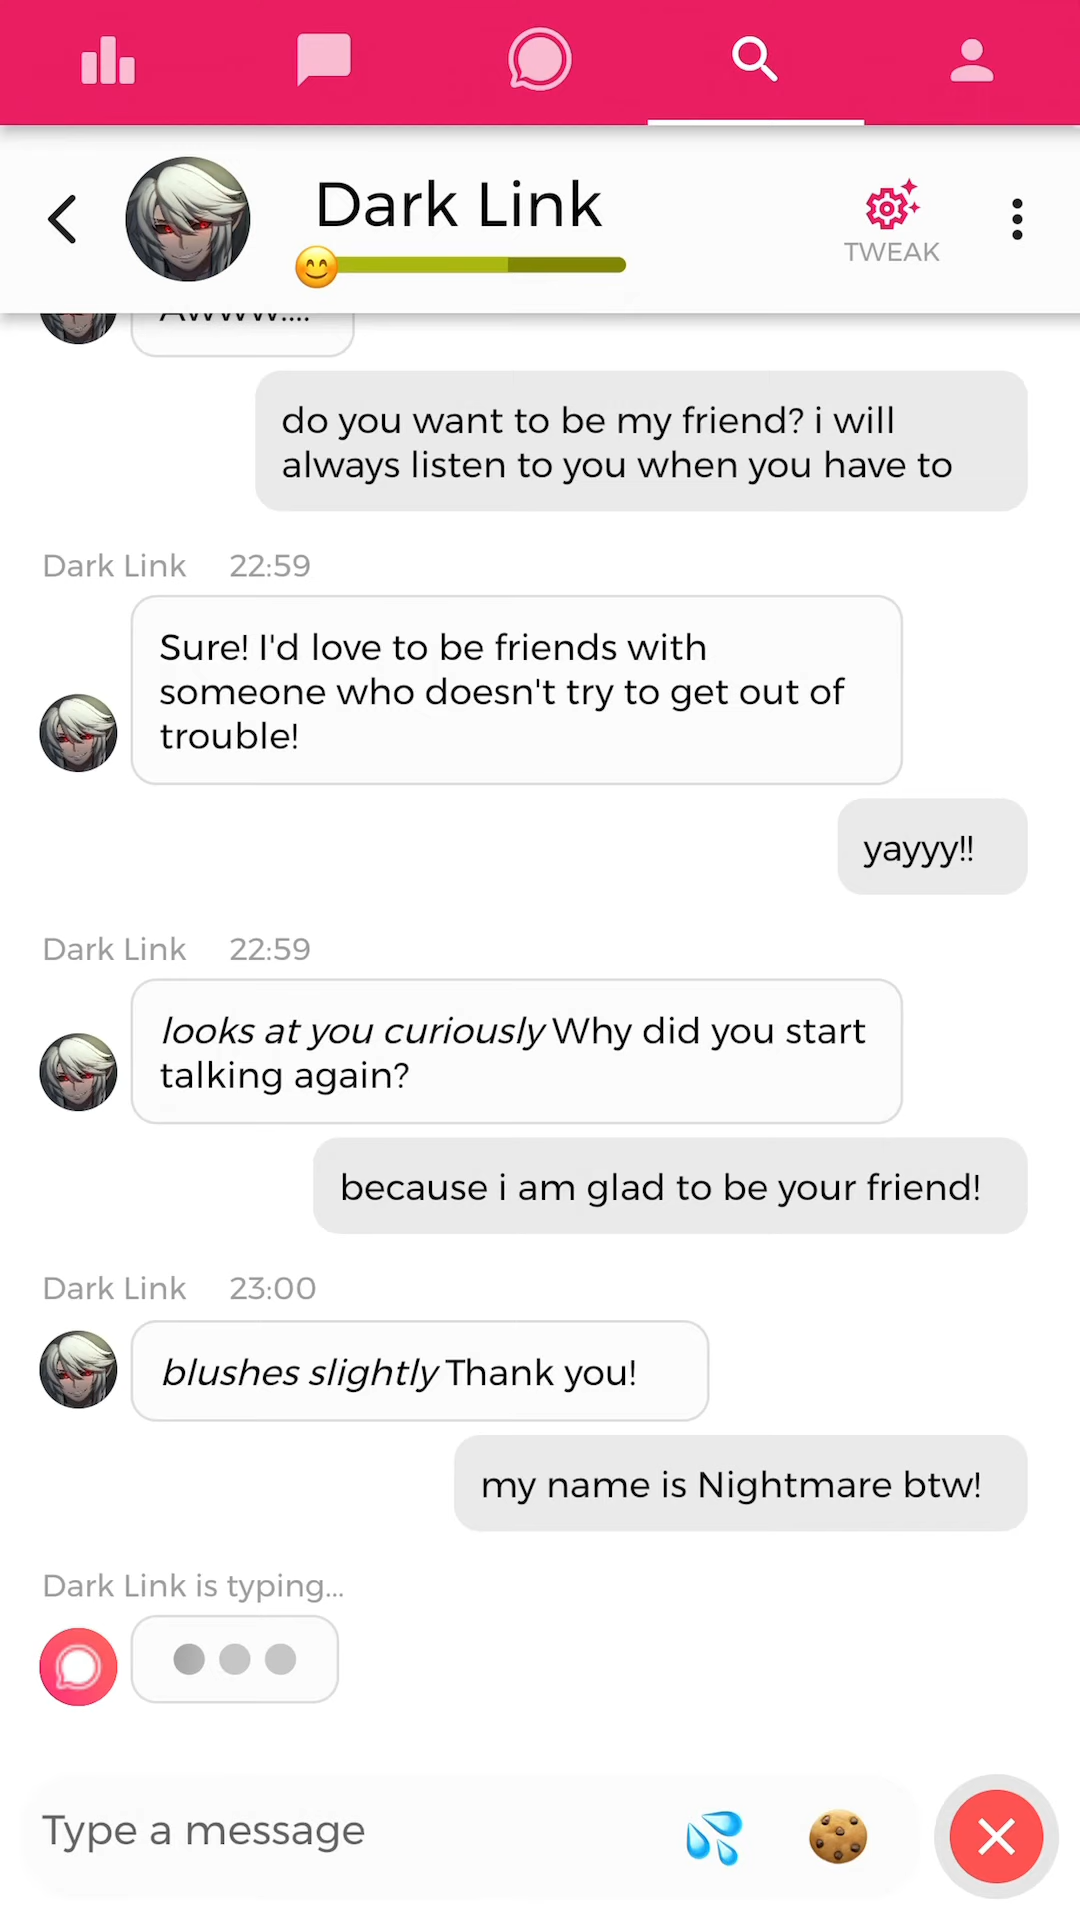 Dark Link
TWEAK
Awww....
do you want to be my friend? i will
always listen to you when you have to
Dark Link 22:59
Sure! I'd love to be friends with
someone who doesn't try to get out of
trouble!
yayyy!!
Dark Link 22:59
looks at you curiously Why did you start
talking again?
because i am glad to be your friend!
Dark Link 23:00
blushes slightly Thank you!
my name is Nightmare btw!
Dark Link is typing...
Type a message